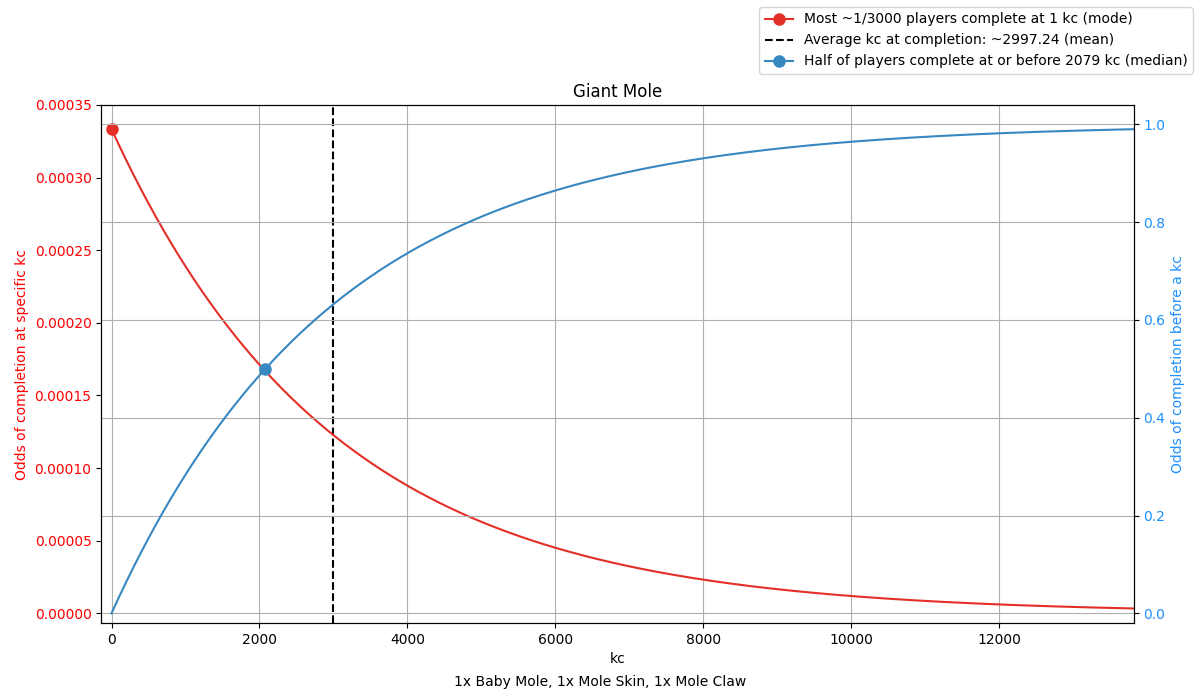 Most ~1/3000 players complete at 1 kc (mode)
Average kc at completion: ~2997.24 (mean)
Half of players complete at or before 2079 kc (median)
Giant Mole
0.00035
0.00030
0.00025
0.00020
0.00015
0.00010
0.00005
0.00000
Odds of completion at specific kc
1.0
0.8
0.6
0.4
0.2
0.0
Odds of completion before a kc
0 2000 4000 6000 8000 10000 12000
kc
1x Baby Mole, 1x Mole Skin, 1x Mole Claw